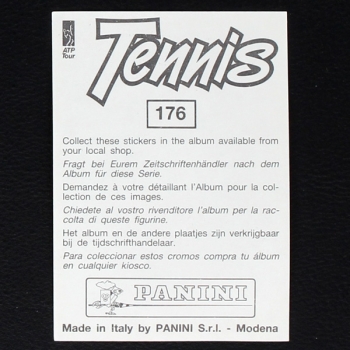 ATP
Tour
Tennis
176
Collect these stickers in the album available from
your local shop.
Fragt bei Eurem Zeitschriftenhändler nach dem
Album für diese Serie.
Demandez à votre détaillant l'Album pour la col-
lection de ces images.
Chiedete al vostro rivenditore l'album per la rac-
colta di queste figurine.
Het album en de andere plaatjes zijn verkrijgbaar
bij de tijdschrifthandelaar.
Para coleccionar estos cromos compra tu álbum
en cualquier kiosco.
PANINI
Made in Italy by PANINI S.r.l. - Modena